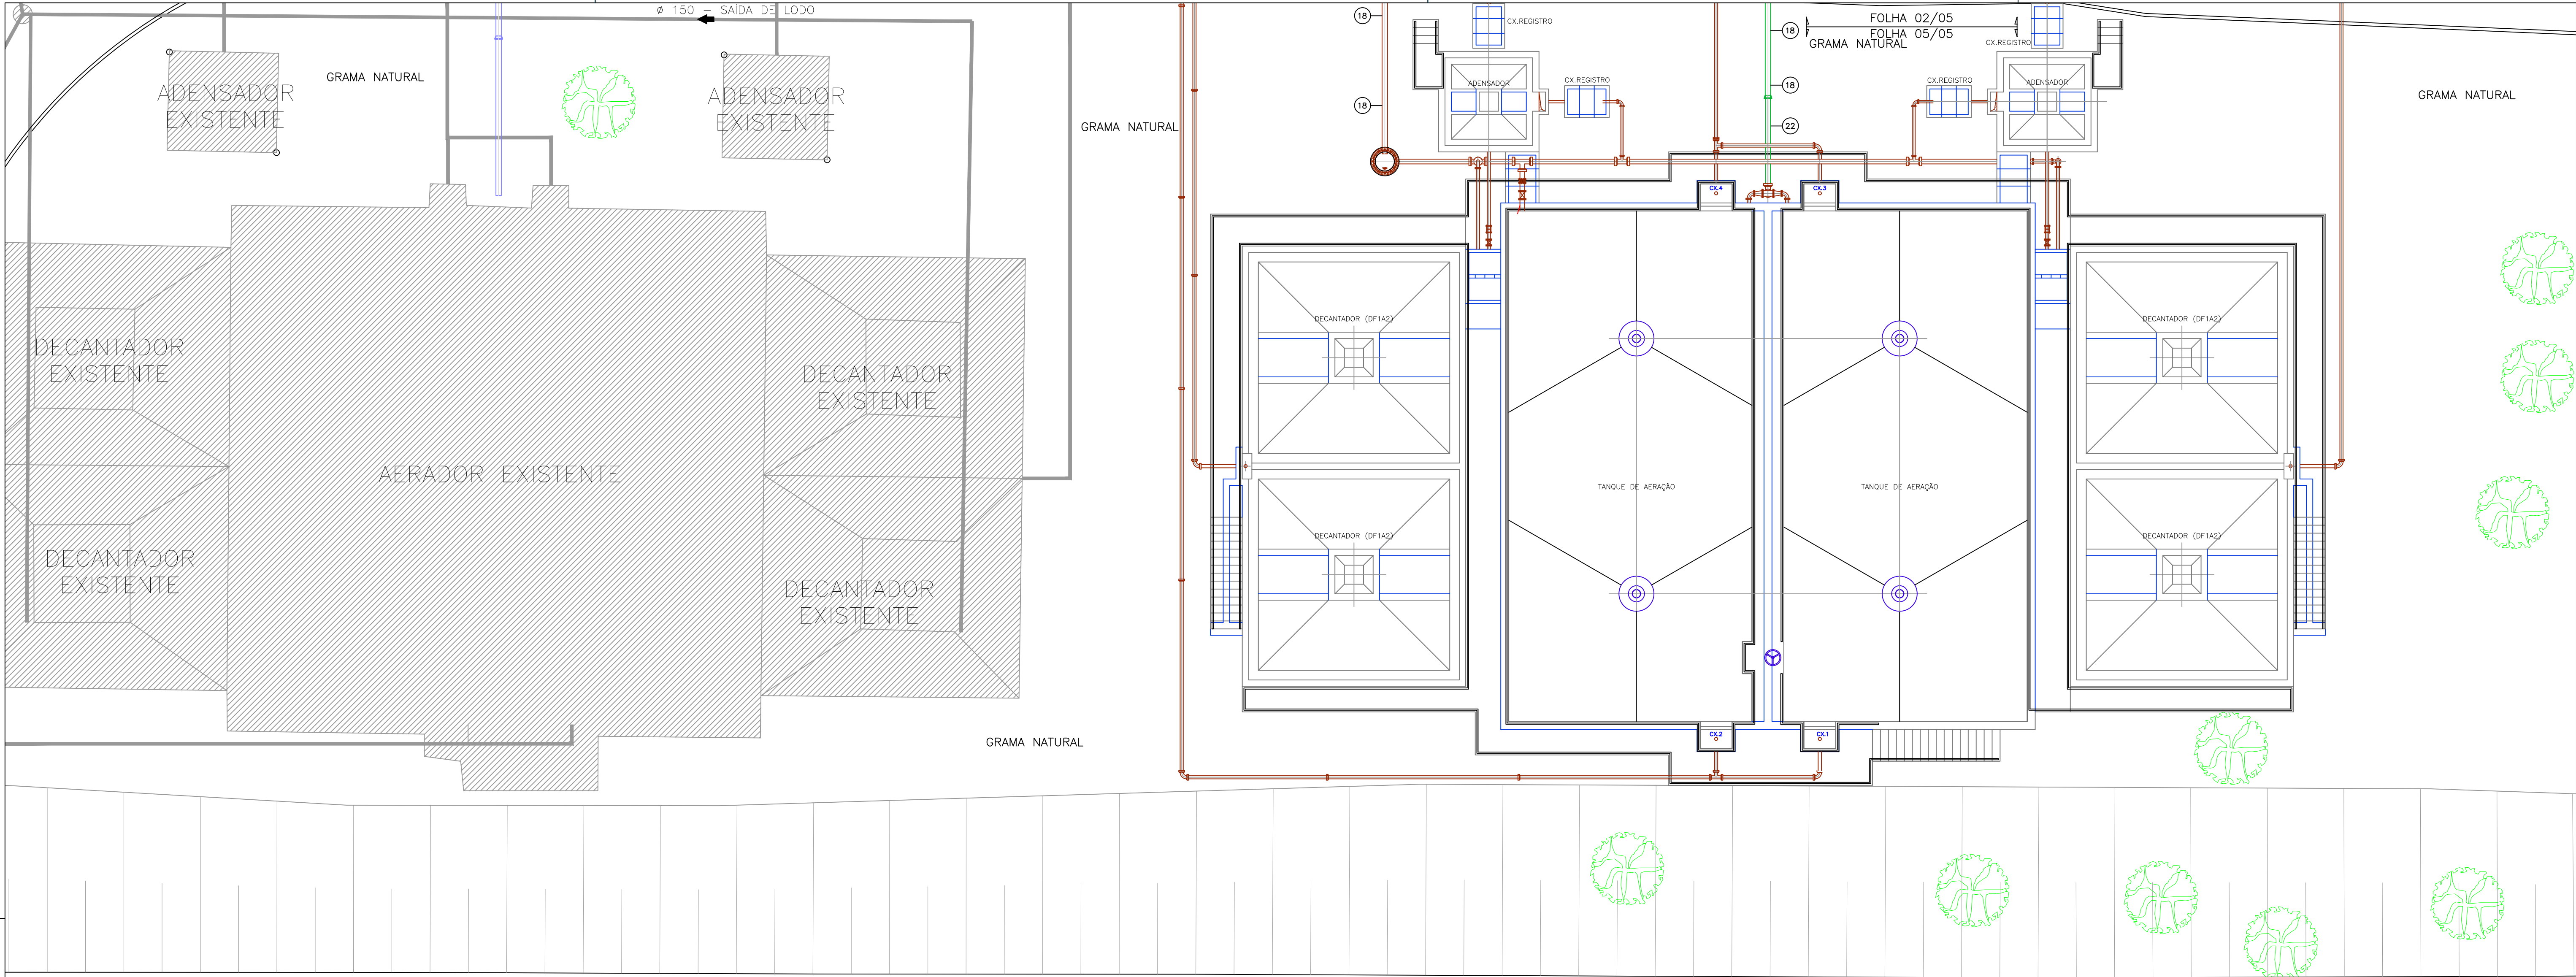 ø 150 – SAÍDA DE LODO
ADENSADOR
EXISTENTE
GRAMA NATURAL
ADENSADOR
EXISTENTE
GRAMA NATURAL
DECANTADOR
EXISTENTE
DECANTADOR
EXISTENTE
AERADOR EXISTENTE
DECANTADOR
EXISTENTE
DECANTADOR
EXISTENTE
GRAMA NATURAL
18
18
CX.REGISTRO
ADENSADOR
CX.REGISTRO
18
18
22
FOLHA 02/05
FOLHA 05/05
GRAMA NATURAL
CX.REGISTRO
CX.REGISTRO
ADENSADOR
GRAMA NATURAL
CX.4
CX.3
DECANTADOR (DF1A2)
DECANTADOR (DF1A2)
TANQUE DE AERAÇÃO
TANQUE DE AERAÇÃO
DECANTADOR (DF1A2)
DECANTADOR (DF1A2)
CX.2
CX.1